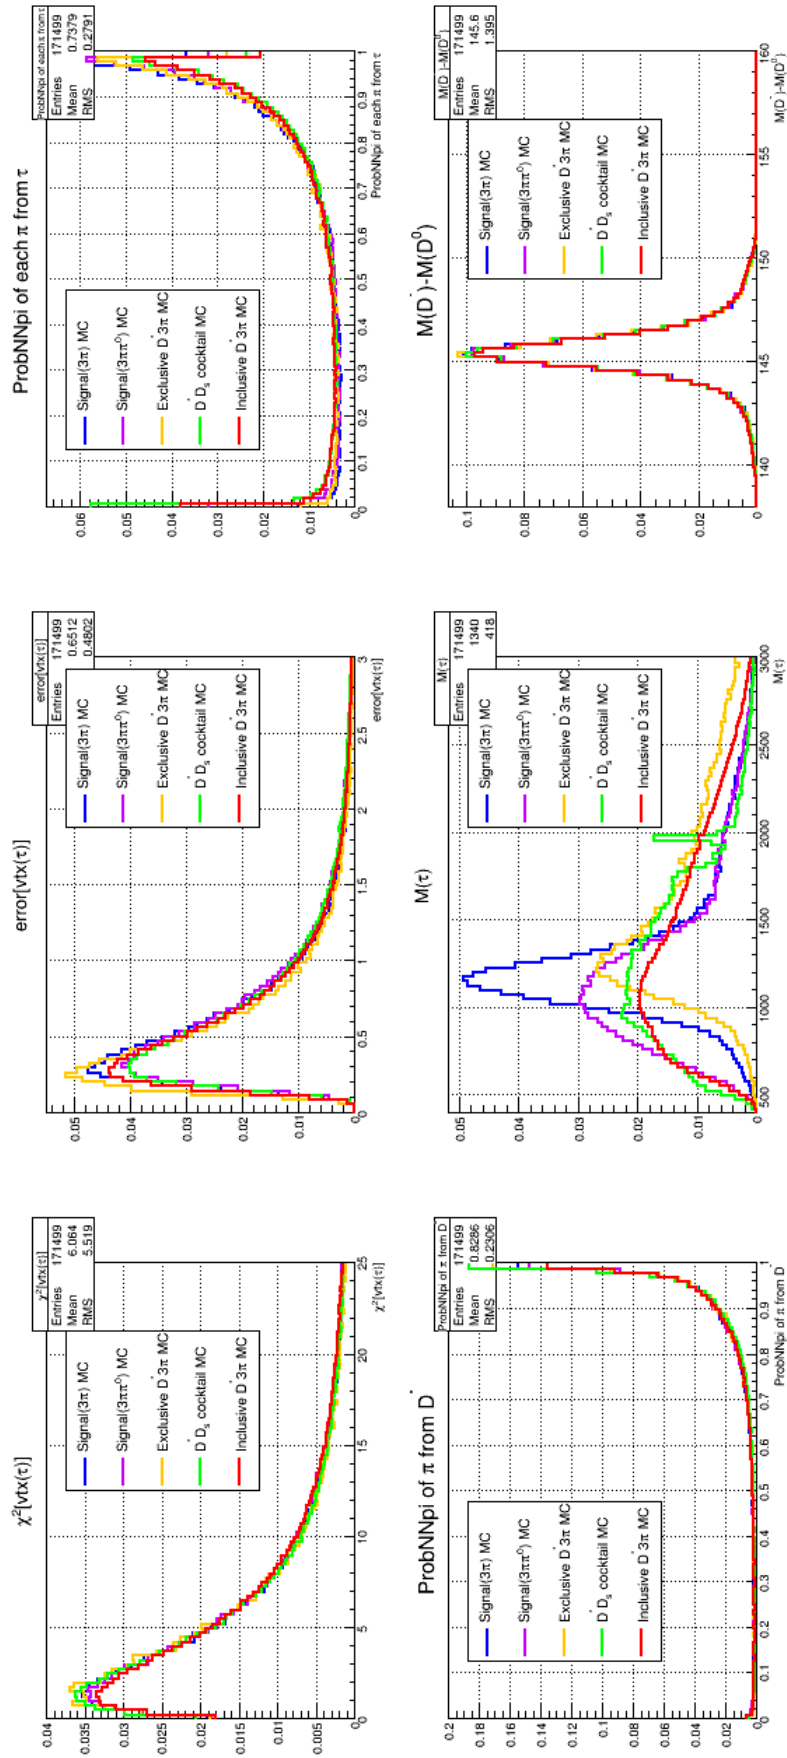 χ²[vtx(τ)]
χ²[vtx(τ)]
Entries 171499
Mean 6.064
RMS 5.519
Signal(3π) MC
Signal(3ππ⁰) MC
Exclusive D*3π MC
D*Dₛ cocktail MC
Inclusive D*3π MC
0.04
0.035
0.03
0.025
0.02
0.015
0.01
0.005
0 5 10 15 20 25
χ²[vtx(τ)]
error[vtx(τ)]
error[vtx(τ)]
Entries 171499
0.6512
0.4802
Signal(3π) MC
Signal(3ππ⁰) MC
Exclusive D*3π MC
D*Dₛ cocktail MC
Inclusive D*3π MC
0.05
0.04
0.03
0.02
0.01
0
0 0.5 1 1.5 2 2.5 3
error[vtx(τ)]
ProbNNpi of each π from τ
ProbNNpi of each π from τ
Entries 171499
Mean 0.7379
RMS 0.2791
Signal(3π) MC
Signal(3ππ⁰) MC
Exclusive D*3π MC
D*Dₛ cocktail MC
Inclusive D*3π MC
0.06
0.05
0.04
0.03
0.02
0.01
0
0 0.1 0.2 0.3 0.4 0.5 0.6 0.7 0.8 0.9 1
ProbNNpi of each π from τ
ProbNNpi of π from D*
ProbNNpi of π from D
Entries 171499
Mean 0.8286
RMS 0.2306
Signal(3π) MC
Signal(3ππ⁰) MC
Exclusive D*3π MC
D*Dₛ cocktail MC
Inclusive D*3π MC
0.2
0.18
0.16
0.14
0.12
0.1
0.08
0.06
0.04
0.02
0
0 0.1 0.2 0.3 0.4 0.5 0.6 0.7 0.8 0.9 1
ProbNNpi of π from D*
M(τ)
M(τ)
Entries 171499
1340
418
Signal(3π) MC
Signal(3ππ⁰) MC
Exclusive D*3π MC
D*Dₛ cocktail MC
Inclusive D*3π MC
0.05
0.04
0.03
0.02
0.01
0
500 1000 1500 2000 2500 3000
M(τ)
M(D*)-M(D⁰)
M(D*)-M(D⁰)
Entries 171499
Mean 145.6
RMS 1.395
Signal(3π) MC
Signal(3ππ⁰) MC
Exclusive D*3π MC
D*Dₛ cocktail MC
Inclusive D*3π MC
0.1
0.08
0.06
0.04
0.02
0
140 145 150 155 160
M(D*)-M(D⁰)